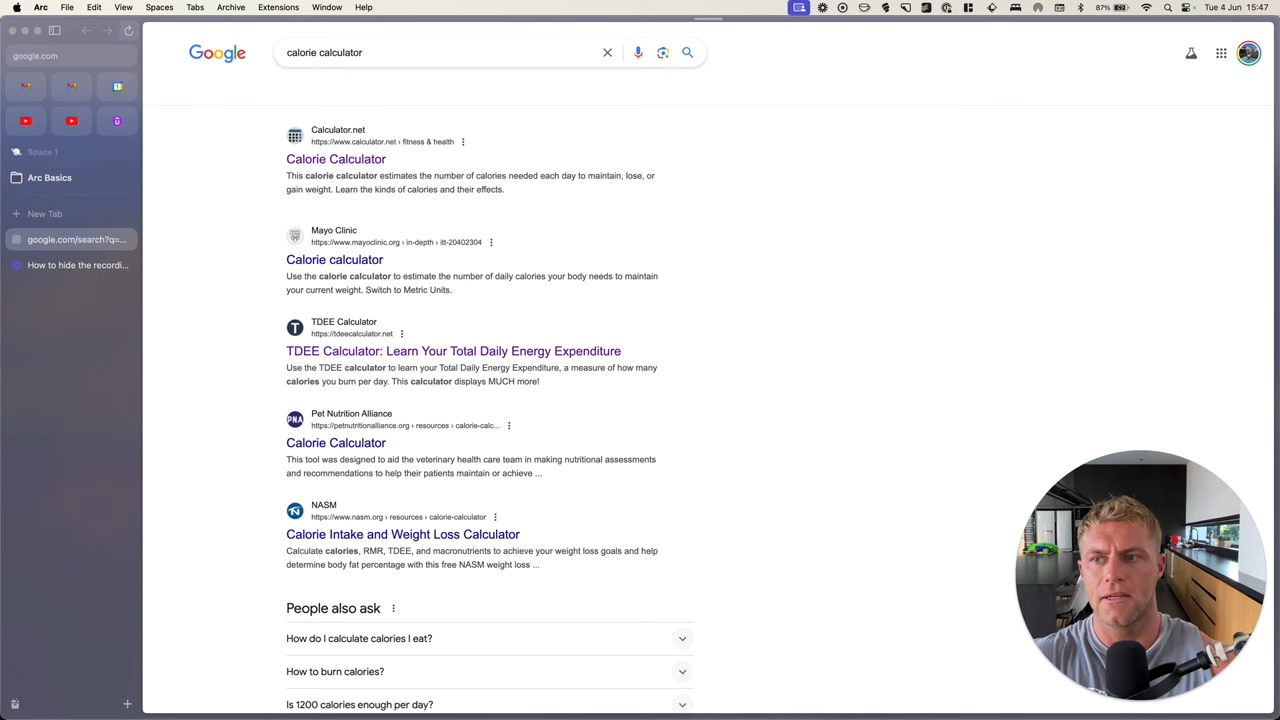 Arc File Edit View Spaces Tabs Archive Extensions Window Help
87% Tue 4 Jun 15:47
google.com
Space 1
Arc Basics
New Tab
google.com/search?q=...
How to hide the recordi...
Google
calorie calculator
Calculator.net
https://www.calculator.net › fitness & health
Calorie Calculator
This calorie calculator estimates the number of calories needed each day to maintain, lose, or
gain weight. Learn the kinds of calories and their effects.
Mayo Clinic
https://www.mayoclinic.org › in-depth › itt-20402304
Calorie calculator
Use the calorie calculator to estimate the number of daily calories your body needs to maintain
your current weight. Switch to Metric Units.
T
TDEE Calculator
https://tdeecalculator.net
TDEE Calculator: Learn Your Total Daily Energy Expenditure
Use the TDEE calculator to learn your Total Daily Energy Expenditure, a measure of how many
calories you burn per day. This calculator displays MUCH more!
PNA
Pet Nutrition Alliance
https://petnutritionalliance.org › resources › calorie-calc...
Calorie Calculator
This tool was designed to aid the veterinary health care team in making nutritional assessments
and recommendations to help their patients maintain or achieve ...
NASM
https://www.nasm.org › resources › calorie-calculator
Calorie Intake and Weight Loss Calculator
Calculate calories, RMR, TDEE, and macronutrients to achieve your weight loss goals and help
determine body fat percentage with this free NASM weight loss ...
People also ask
How do I calculate calories I eat?
How to burn calories?
Is 1200 calories enough per day?